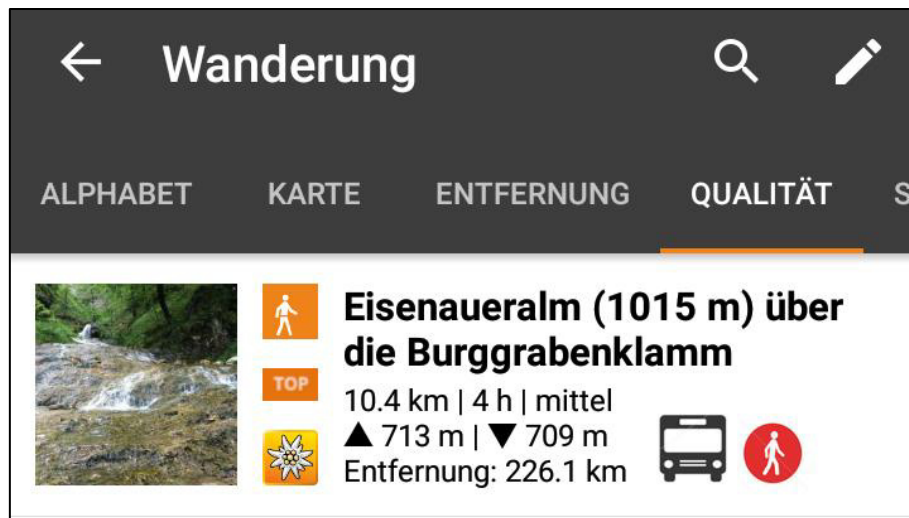 Wanderung
ALPHABET KARTE ENTFERNUNG QUALITÄT S
Eisenaueralm (1015 m) über
die Burggrabenklamm
TOP
10.4 km | 4 h | mittel
▲ 713 m | ▼ 709 m
Entfernung: 226.1 km